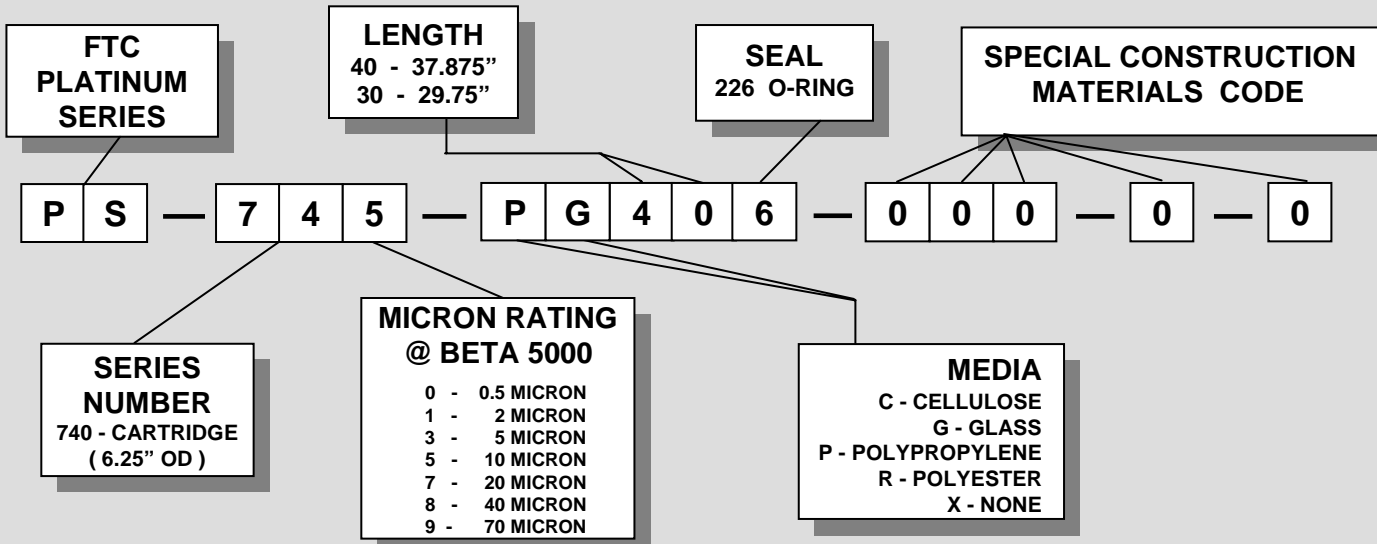 FTC
PLATINUM
SERIES
LENGTH
40 - 37.875”
30 - 29.75”
SEAL
226 O-RING
SPECIAL CONSTRUCTION
MATERIALS CODE
P S — 7 4 5 — P G 4 0 6 — 0 0 0 — 0 — 0
SERIES
NUMBER
740 - CARTRIDGE
( 6.25” OD )
MICRON RATING
@ BETA 5000
0 - 0.5 MICRON
1 - 2 MICRON
3 - 5 MICRON
5 - 10 MICRON
7 - 20 MICRON
8 - 40 MICRON
9 - 70 MICRON
MEDIA
C - CELLULOSE
G - GLASS
P - POLYPROPYLENE
R - POLYESTER
X - NONE